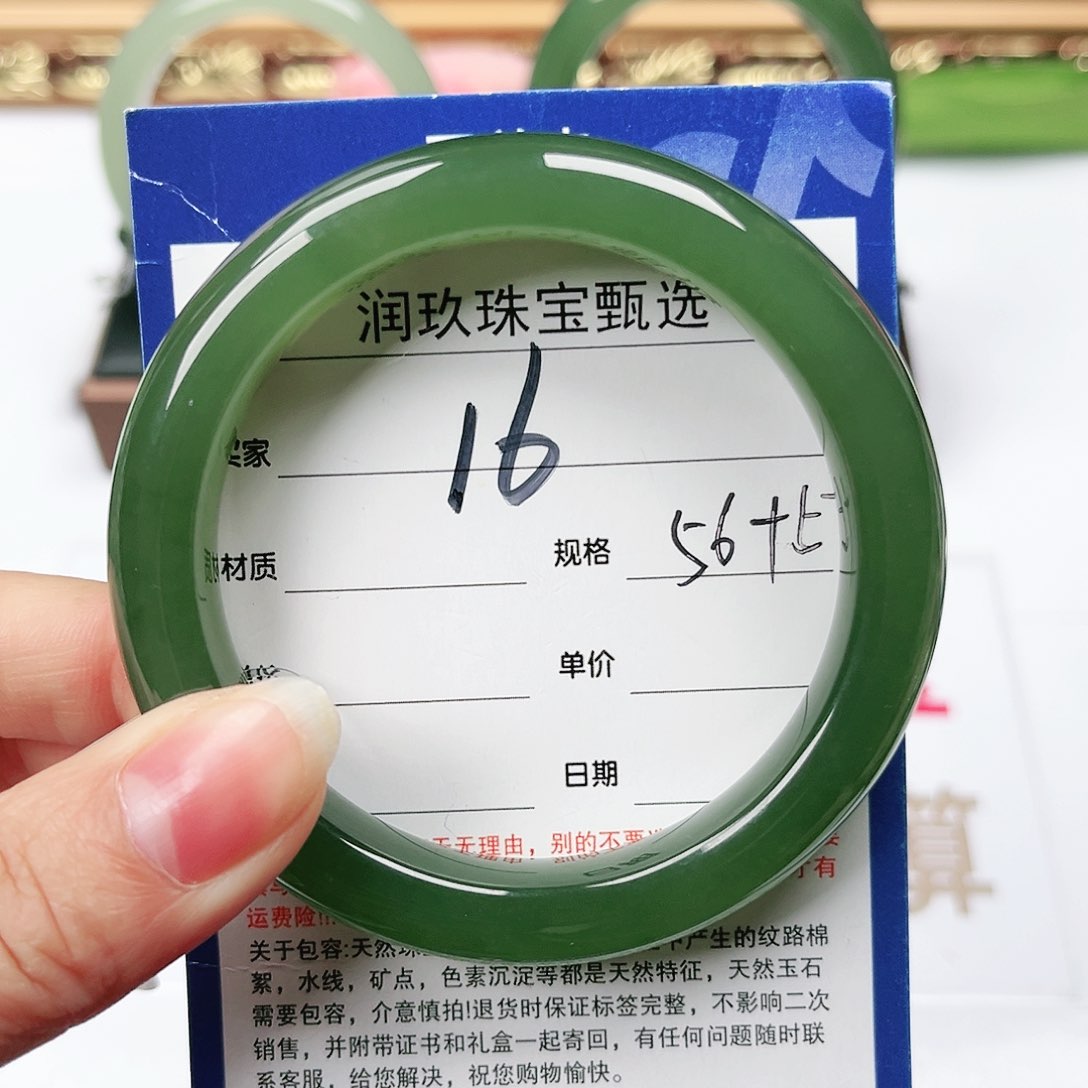 润玖珠宝甄选
16
家
材质
规格 56+
单价
日期
无理由，别的不要
有
运费险!!!
关于包容:天然 产生的纹路棉
絮，水线，矿点，色素沉淀等都是天然特征，天然玉石
需要包容，介意慎拍!退货时保证标签完整，不影响二次
销售，并附带证书和礼盒一起寄回，有任何问题随时联
系客服，给您解决，祝您购物愉快。
算